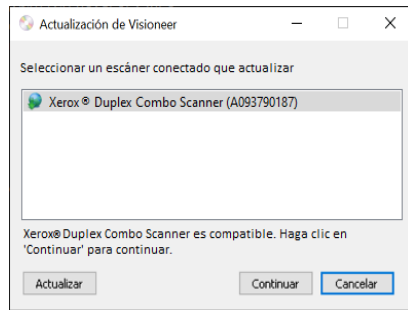 Actualización de Visioneer
Seleccionar un escáner conectado que actualizar
Xerox® Duplex Combo Scanner (A093790187)
Xerox® Duplex Combo Scanner es compatible. Haga clic en
'Continuar' para continuar.
Actualizar Continuar Cancelar